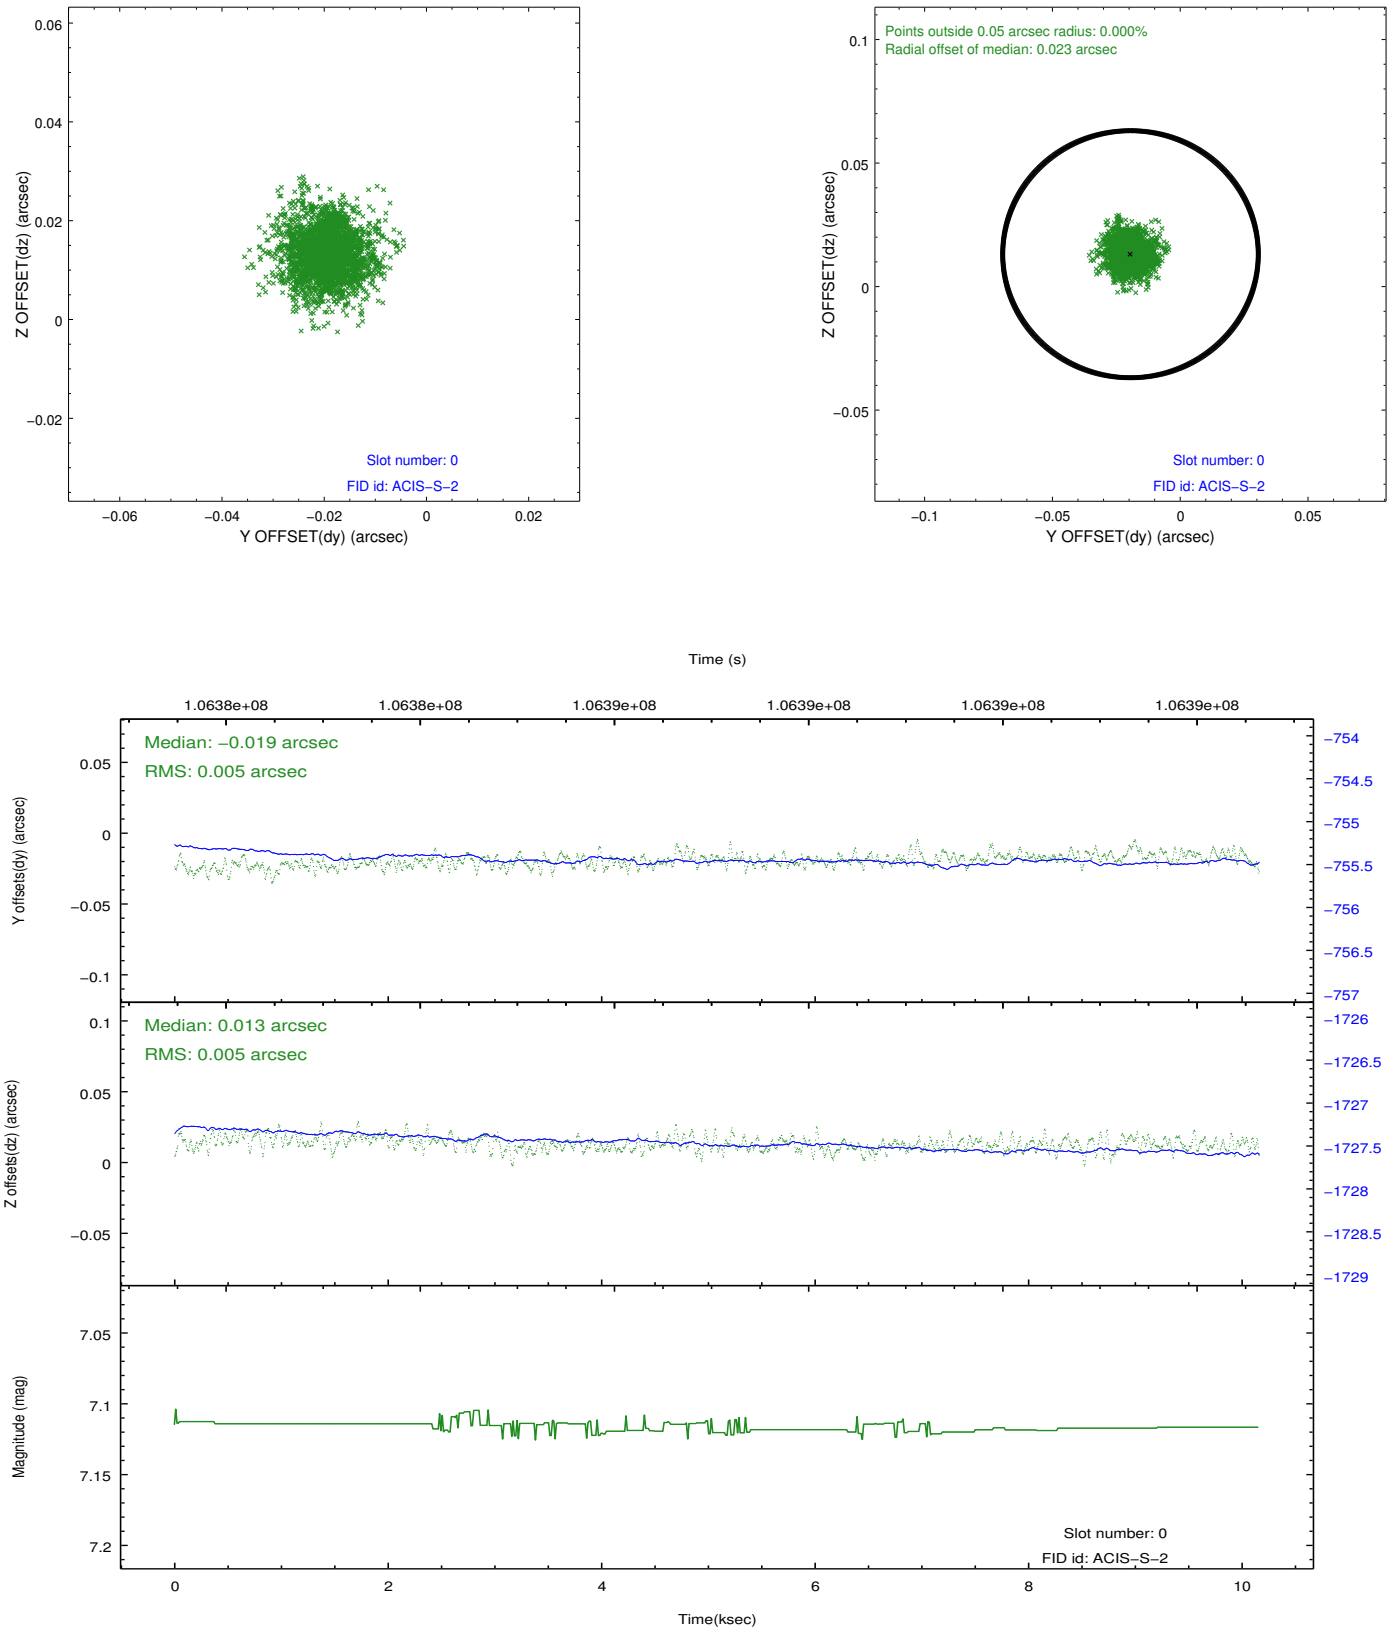 0.06
0.04
0.02
0
−0.02
Z OFFSET(dz) (arcsec)
Slot number: 0
FID id: ACIS−S−2
−0.06 −0.04 −0.02 0 0.02
Y OFFSET(dy) (arcsec)
Points outside 0.05 arcsec radius: 0.000%
Radial offset of median: 0.023 arcsec
0.1
0.05
0
−0.05
Z OFFSET(dz) (arcsec)
Slot number: 0
FID id: ACIS−S−2
−0.1 −0.05 0 0.05
Y OFFSET(dy) (arcsec)
Time (s)
1.0638e+08 1.0638e+08 1.0639e+08 1.0639e+08 1.0639e+08 1.0639e+08
Median: −0.019 arcsec
RMS: 0.005 arcsec
0.05
0
−0.05
−0.1
Y offsets(dy) (arcsec)
−754
−754.5
−755
−755.5
−756
−756.5
−757
Median: 0.013 arcsec
RMS: 0.005 arcsec
0.1
0.05
0
−0.05
Z offsets(dz) (arcsec)
−1726
−1726.5
−1727
−1727.5
−1728
−1728.5
−1729
7.05
7.1
7.15
7.2
Magnitude (mag)
Slot number: 0
FID id: ACIS−S−2
0 2 4 6 8 10
Time(ksec)